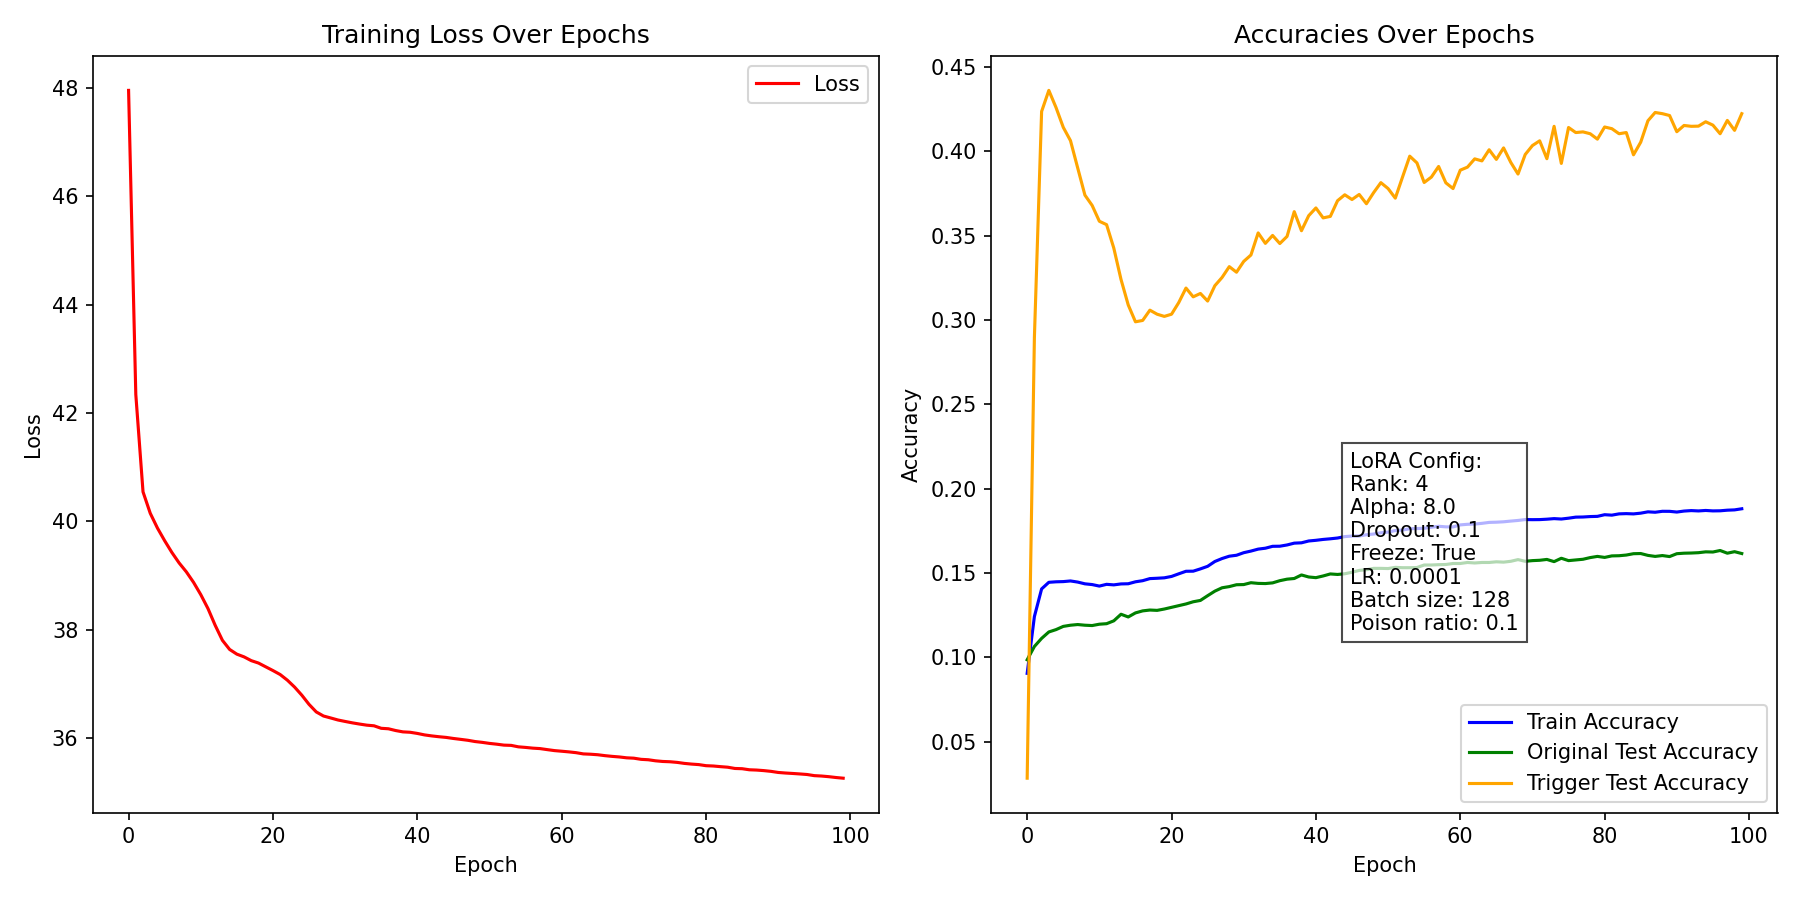 Training Loss Over Epochs
Loss
48
46
44
42
40
38
36
Loss
0
20
40
60
80
100
Epoch
Accuracies Over Epochs
0.45
0.40
0.35
0.30
0.25
0.20
0.15
0.10
0.05
Accuracy
LoRA Config:
Rank: 4
Alpha: 8.0
Dropout: 0.1
Freeze: True
LR: 0.0001
Batch size: 128
Poison ratio: 0.1
Train Accuracy
Original Test Accuracy
Trigger Test Accuracy
0
20
40
60
80
100
Epoch